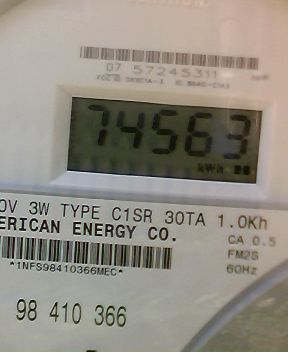 07 57245311
74563
kWh
0V 3W TYPE C1SR 30TA 1.0Kh
ERICAN ENERGY CO.
CA 0.5
FM2S
60Hz
*1NFS98410366MEC*
98 410 366